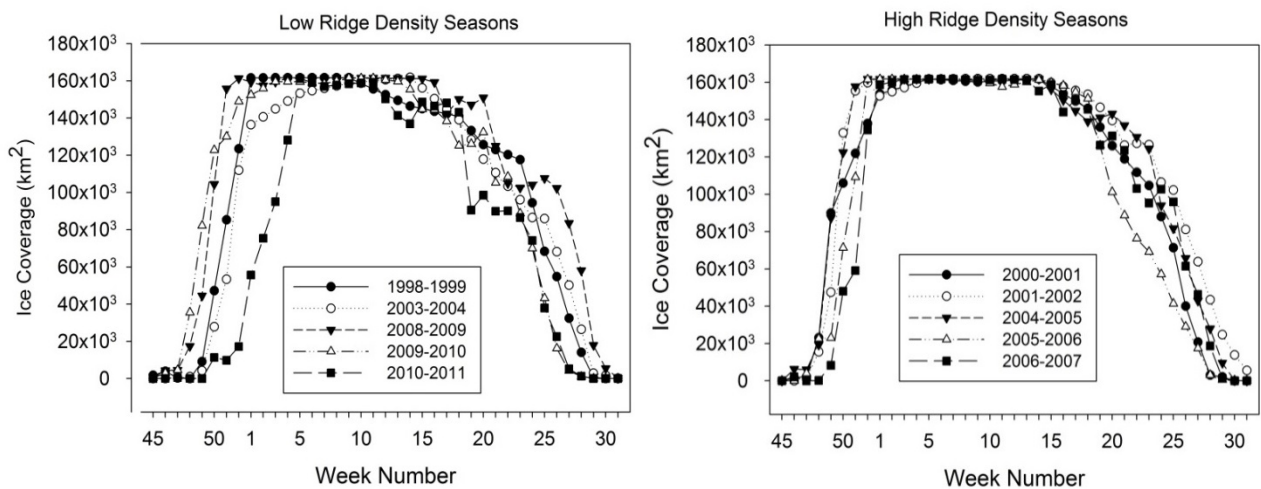 Low Ridge Density Seasons
180x10³
160x10³
140x10³
120x10³
100x10³
80x10³
60x10³
40x10³
20x10³
0
Ice Coverage (km²)
45 50 1 5 10 15 20 25 30
Week Number
1998-1999
2003-2004
2008-2009
2009-2010
2010-2011
High Ridge Density Seasons
180x10³
160x10³
140x10³
120x10³
100x10³
80x10³
60x10³
40x10³
20x10³
0
Ice Coverage (km²)
45 50 1 5 10 15 20 25 30
Week Number
2000-2001
2001-2002
2004-2005
2005-2006
2006-2007